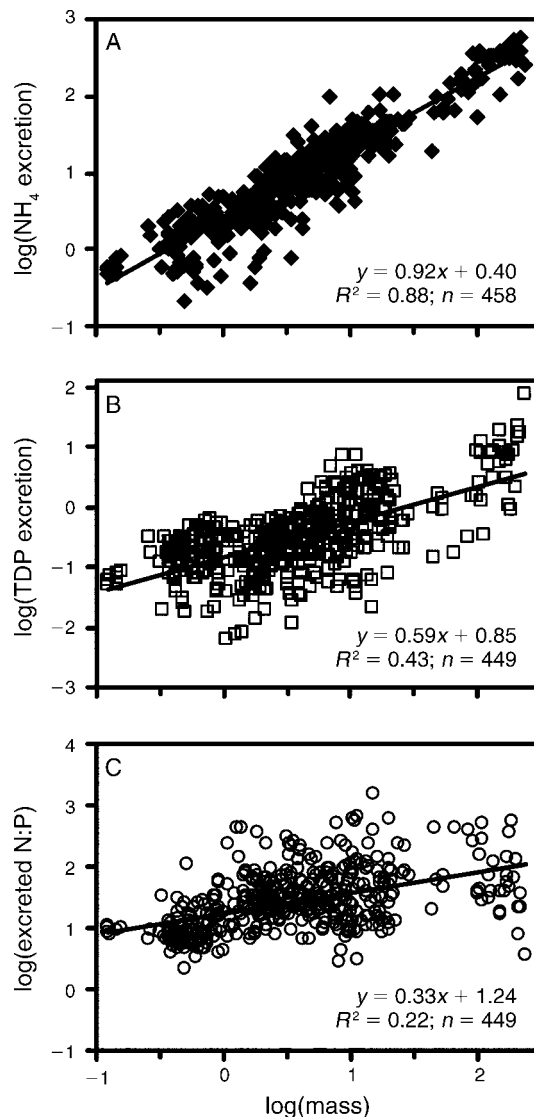 A
log(NH₄ excretion)
3
2
1
0
−1
y = 0.92x + 0.40
R² = 0.88; n = 458
B
log(TDP excretion)
2
1
0
−1
−2
−3
y = 0.59x + 0.85
R² = 0.43; n = 449
C
log(excreted N:P)
4
3
2
1
0
−1
y = 0.33x + 1.24
R² = 0.22; n = 449
−1 0 1 2
log(mass)